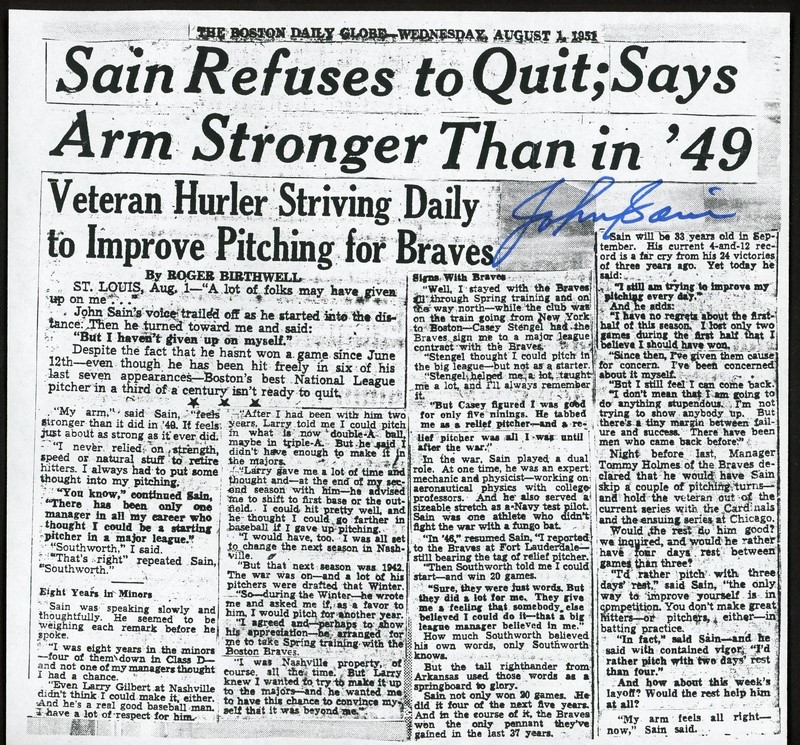 THE BOSTON DAILY GLOBE—WEDNESDAY, AUGUST 1, 1951
Sain Refuses to Quit; Says
Arm Stronger Than in '49
Veteran Hurler Striving Daily
to Improve Pitching for Braves
John Sain
By ROGER BIRTHWELL
ST. LOUIS, Aug. 1—"A lot of folks may have given
up on me . . ."
John Sain's voice trailed off as he started into the dis-
tance. Then he turned toward me and said:
"But I haven't given up on myself."
Despite the fact that he hasnt won a game since June
12th—even though he has been hit freely in six of his
last seven appearances—Boston's best National League
pitcher in a third of a century isn't ready to quit.
"My arm," said Sain, "feels
stronger than it did in '49. It feels
just about as strong as it ever did.
"I never relied on strength,
speed or natural stuff to retire
hitters. I always had to put some
thought into my pitching.
"You know," continued Sain,
"There has been only one
manager in all my career who
thought I could be a starting
pitcher in a major league."
"Southworth," I said.
"That's right" repeated Sain,
"Southworth."
Eight Years in Minors
Sain was speaking slowly and
thoughtfully. He seemed to be
weighing each remark before he
spoke.
"I was eight years in the minors
—four of them down in Class D—
and not one of my managers thought
I had a chance.
"Even Larry Gilbert at Nashville
didn't think I could make it, either.
And he's a real good baseball man.
I have a lot of respect for him.
"After I had been with him two
years, Larry told me I could pitch
in what is now double-A ball,
maybe in triple-A. But he said I
didn't have enough to make it in
the majors.
"Larry gave me a lot of time and
thought and—at the end of my sec-
ond season with him—he advised
me to shift to first base or the out-
field. I could hit pretty well, and
he thought I could go farther in
baseball if I gave up pitching.
"I would have, too. I was all set
to change the next season in Nash-
ville.
"But that next season was 1942.
The war was on—and a lot of his
pitchers were drafted that Winter.
"So—during the Winter—he wrote
me and asked me if, as a favor to
him, I would pitch for another year.
"I agreed—and perhaps to show
his appreciation—he arranged for
me to take Spring training with the
Boston Braves.
"I was Nashville property, of
course, all the time. But Larry
knew I wanted to try to make it up
to the majors—and he wanted me
to have this chance to convince my-
self that it was beyond me."
Signs With Braves
"Well, I stayed with the Braves
all through Spring training and on
the way north—while the club was
on the train going from New York
to Boston—Casey Stengel had the
Braves sign me to a major league
contract with the Braves.
"Stengel thought I could pitch in
the big league—but not as a starter.
"Stengel helped me a lot, taught
me a lot, and I'll always remember
it.
"But Casey figured I was good
for only five innings. He tabbed
me as a relief pitcher—and a re-
lief pitcher was all I was until
after the war."
In the war, Sain played a dual
role. At one time, he was an expert
mechanic and physicist—working on
aeronautical physics with college
professors. And he also served a
sizeable stretch as a Navy test pilot.
Sain was one athlete who didn't
fight the war with a fungo bat.
"In '46," resumed Sain, "I reported
to the Braves at Fort Lauderdale—
still bearing the tag of relief pitcher.
"Then Southworth told me I could
start—and win 20 games.
"Sure, they were just words. But
they did a lot for me. They give
me a feeling that somebody else
believed I could do it—that a big
league manager believed in me."
How much Southworth believed
his own words, only Southworth
knows.
But the tall righthander from
Arkansas used those words as a
springboard to glory.
Sain not only won 20 games. He
did it four of the next five years.
And in the course of it, the Braves
won the only pennant they've
gained in the last 37 years.
Sain will be 33 years old in Sep-
tember. His current 4-and-12 rec-
ord is a far cry from his 24 victories
of three years ago. Yet today he
said:
"I still am trying to improve my
pitching every day."
And he adds:
"I have no regrets about the first-
half of this season. I lost only two
games during the first half that I
believe I should have won.
"Since then, I've given them cause
for concern. I've been concerned
about it myself.
"But I still feel I can come back.
"I don't mean that I am going to
do anything stupendous. I'm not
trying to show anybody up. But
there's a tiny margin between fail-
ure and success. There have been
men who came back before."
Night before last, Manager
Tommy Holmes of the Braves de-
clared that he would have Sain
skip a couple of pitching turns—
and hold the veteran out of the
current series with the Cardinals
and the ensuing series at Chicago.
Would the rest do him good?
we inquired, and would he rather
have four days rest between
games than three?
"I'd rather pitch with three
days' rest," said Sain, "the only
way to improve yourself is in
competition. You don't make great
hitters—or pitchers, either—in
batting practice.
"In fact," said Sain—and he
said with contained vigor, "I'd
rather pitch with two days' rest
than four."
And how about this week's
layoff? Would the rest help him
at all?
"My arm feels all right—
now," Sain said.